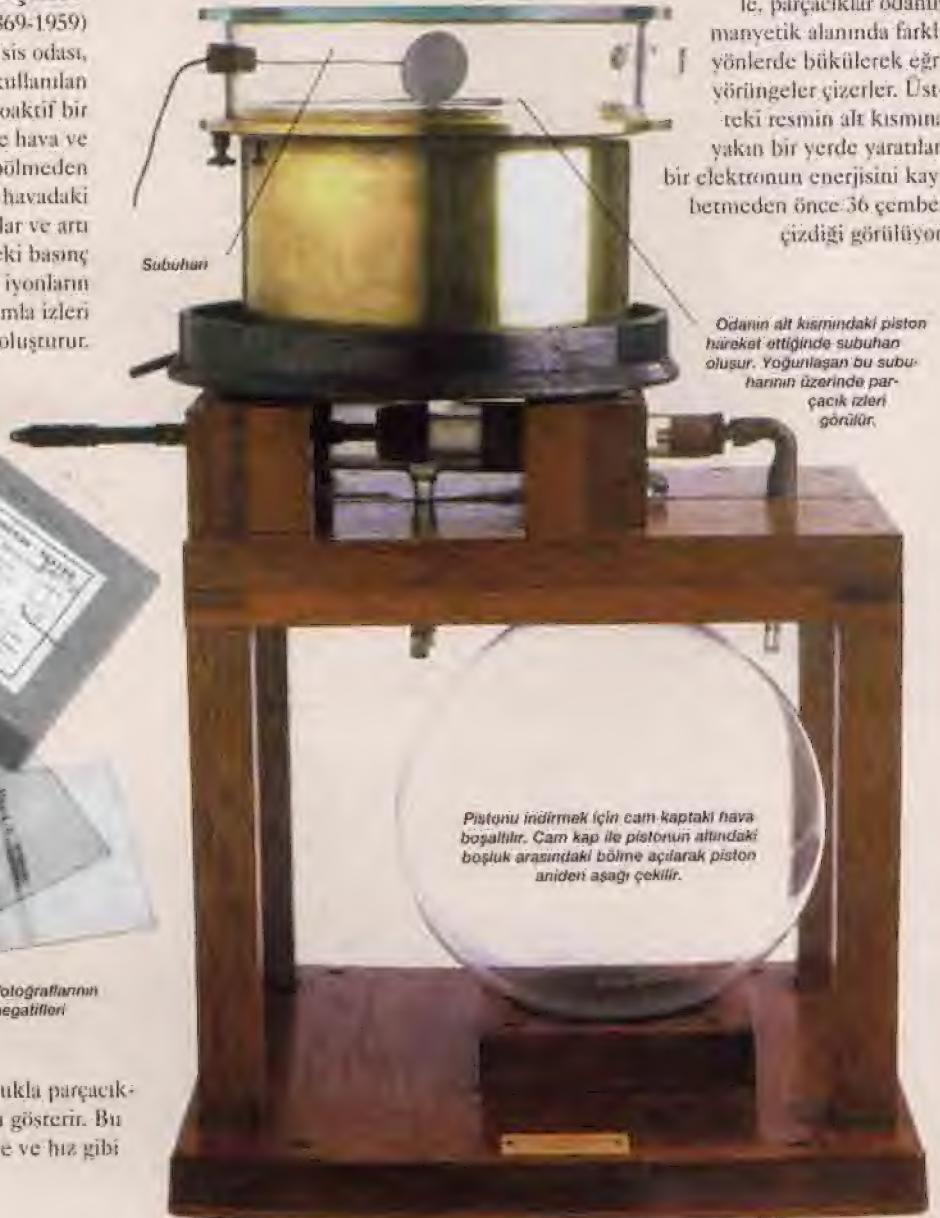 (1869-1959)
sis odası,
kullanılan
oaktif bir
e hava ve
bölmeden
havadaki
lar ve artı
eki basınç
iyonların
mla izleri
oluşturur.
le, parçacıklar odanın
manyetik alanında farklı
yönlerde bükülerek eğri
yörüngeler çizerler. Üst-
teki resmin alt kısmına
yakın bir yerde yaratılan
bir elektronun enerjisini kay-
betmeden önce 36 çember
çizdiği görülüyor.
Subuharı
Odanın alt kısmındaki piston
hareket ettiğinde subuharı
oluşur. Yoğunlaşan bu subu-
harının üzerinde par-
çacık izleri
görülür.
Pistonu indirmek için cam kaptaki hava
boşaltılır. Cam kap ile pistonun altındaki
boşluk arasındaki bölme açılarak piston
aniden aşağı çekilir.
fotoğraflarının
negatifleri
ukla parçacık-
gösterir. Bu
e ve hız gibi